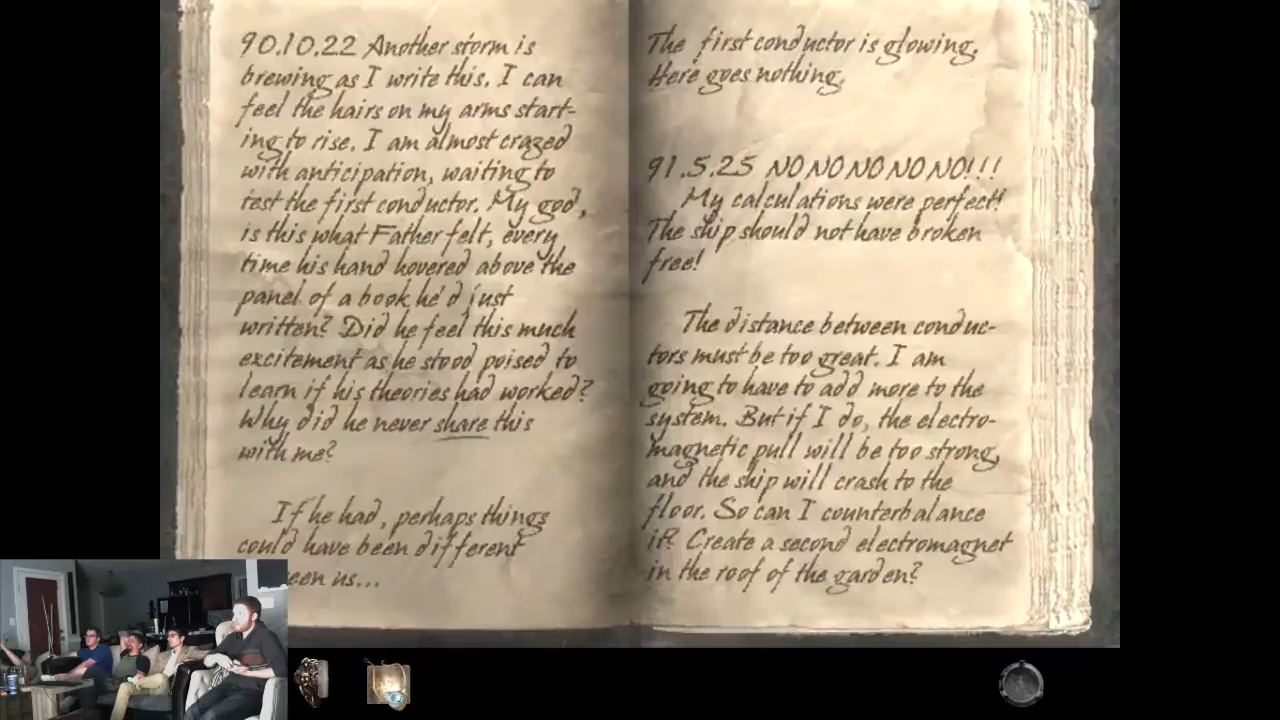 90.10.22 Another storm is
brewing as I write this. I can
feel the hairs on my arms start-
ing to rise. I am almost crazed
with anticipation, waiting to
test the first conductor. My god,
is this what Father felt, every
time his hand hovered above the
panel of a book he'd just
written? Did he feel this much
excitement as he stood poised to
learn if his theories had worked?
Why did he never share this
with me?
If he had, perhaps things
could have been different
een us...
The first conductor is glowing.
Here goes nothing.
91.5.25 NO NO NO NO NO!!!
My calculations were perfect!
The ship should not have broken
free!
The distance between conduc-
tors must be too great. I am
going to have to add more to the
system. But if I do, the electro-
magnetic pull will be too strong,
and the ship will crash to the
floor. So can I counterbalance
it? Create a second electromagnet
in the roof of the garden?